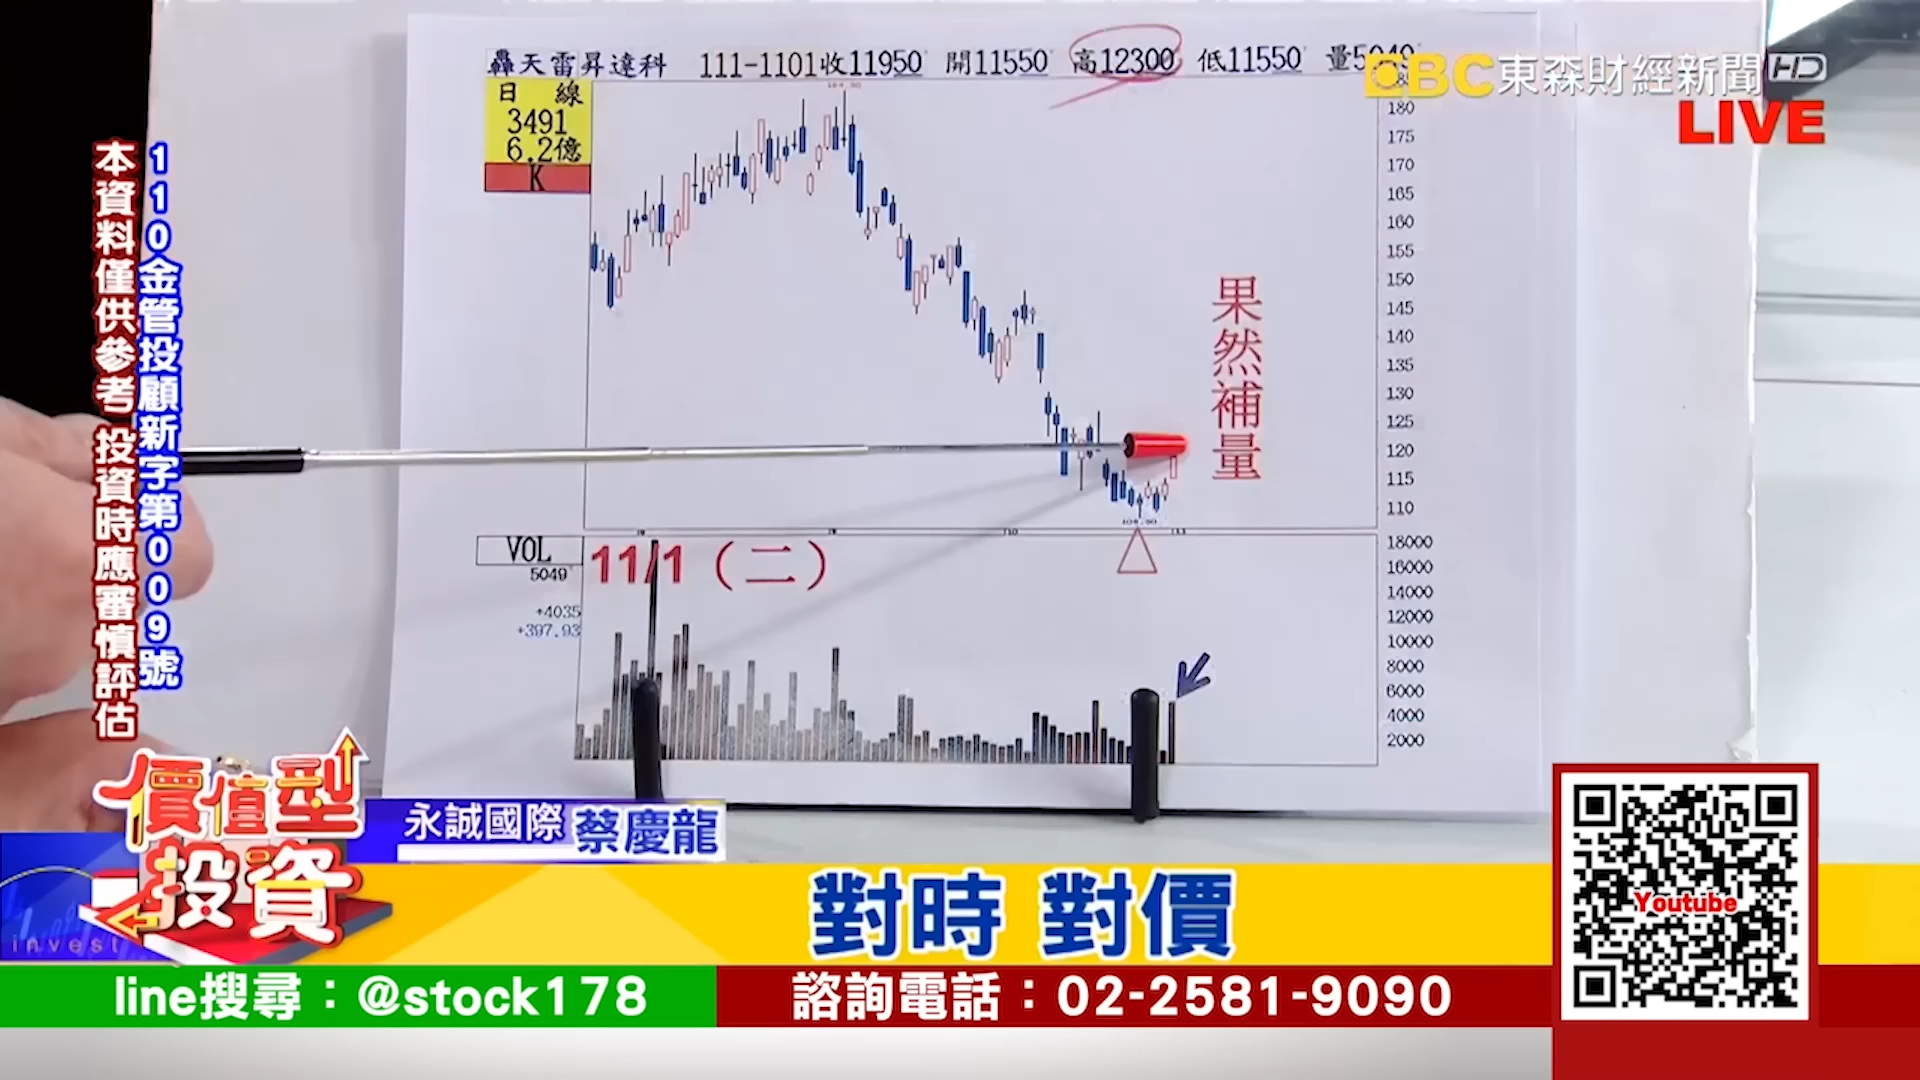 轟天雷昇達科 111-1101收11950 開11550 高12300 低11550 量5049
EBC東森財經新聞 HD
LIVE
日 線
3491
6.2億
K
180
175
170
165
160
155
150
145
140
135
130
125
120
115
110
果然補量
VOL
5049
+4035
+397.93
11/1（二）
18000
16000
14000
12000
10000
8000
6000
4000
2000
110金管投顧新字第009號
本資料僅供參考 投資時應審慎評估
價值型
投資
invest
永誠國際 蔡慶龍
對時 對價
Youtube
line搜尋：@stock178
諮詢電話：02-2581-9090